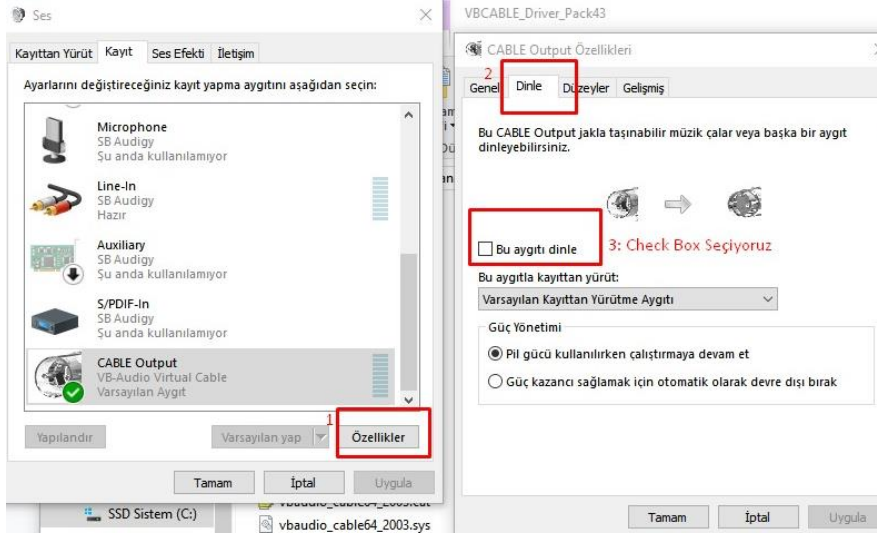 Ses
Kayıttan Yürüt Kayıt Ses Efekti İletişim
Ayarlarını değiştireceğiniz kayıt yapma aygıtını aşağıdan seçin:
Microphone
SB Audigy
Şu anda kullanılamıyor
Line-In
SB Audigy
Hazır
Auxiliary
SB Audigy
Şu anda kullanılamıyor
S/PDIF-In
SB Audigy
Şu anda kullanılamıyor
CABLE Output
VB-Audio Virtual Cable
Varsayılan Aygıt
1
Yapılandır Varsayılan yap Özellikler
Tamam İptal Uygula
SSD Sistem (C:)
vbaudio_cable64_2003.cat
vbaudio_cable64_2003.sys
VBCABLE_Driver_Pack43
CABLE Output Özellikleri
2
Genel Dinle Düzeyler Gelişmiş
Bu CABLE Output jakla taşınabilir müzik çalar veya başka bir aygıt
dinleyebilirsiniz.
Bu aygıtı dinle
3: Check Box Seçiyoruz
Bu aygıtla kayıttan yürüt:
Varsayılan Kayıttan Yürütme Aygıtı
Güç Yönetimi
Pil gücü kullanılırken çalıştırmaya devam et
Güç kazancı sağlamak için otomatik olarak devre dışı bırak
Tamam İptal Uygula